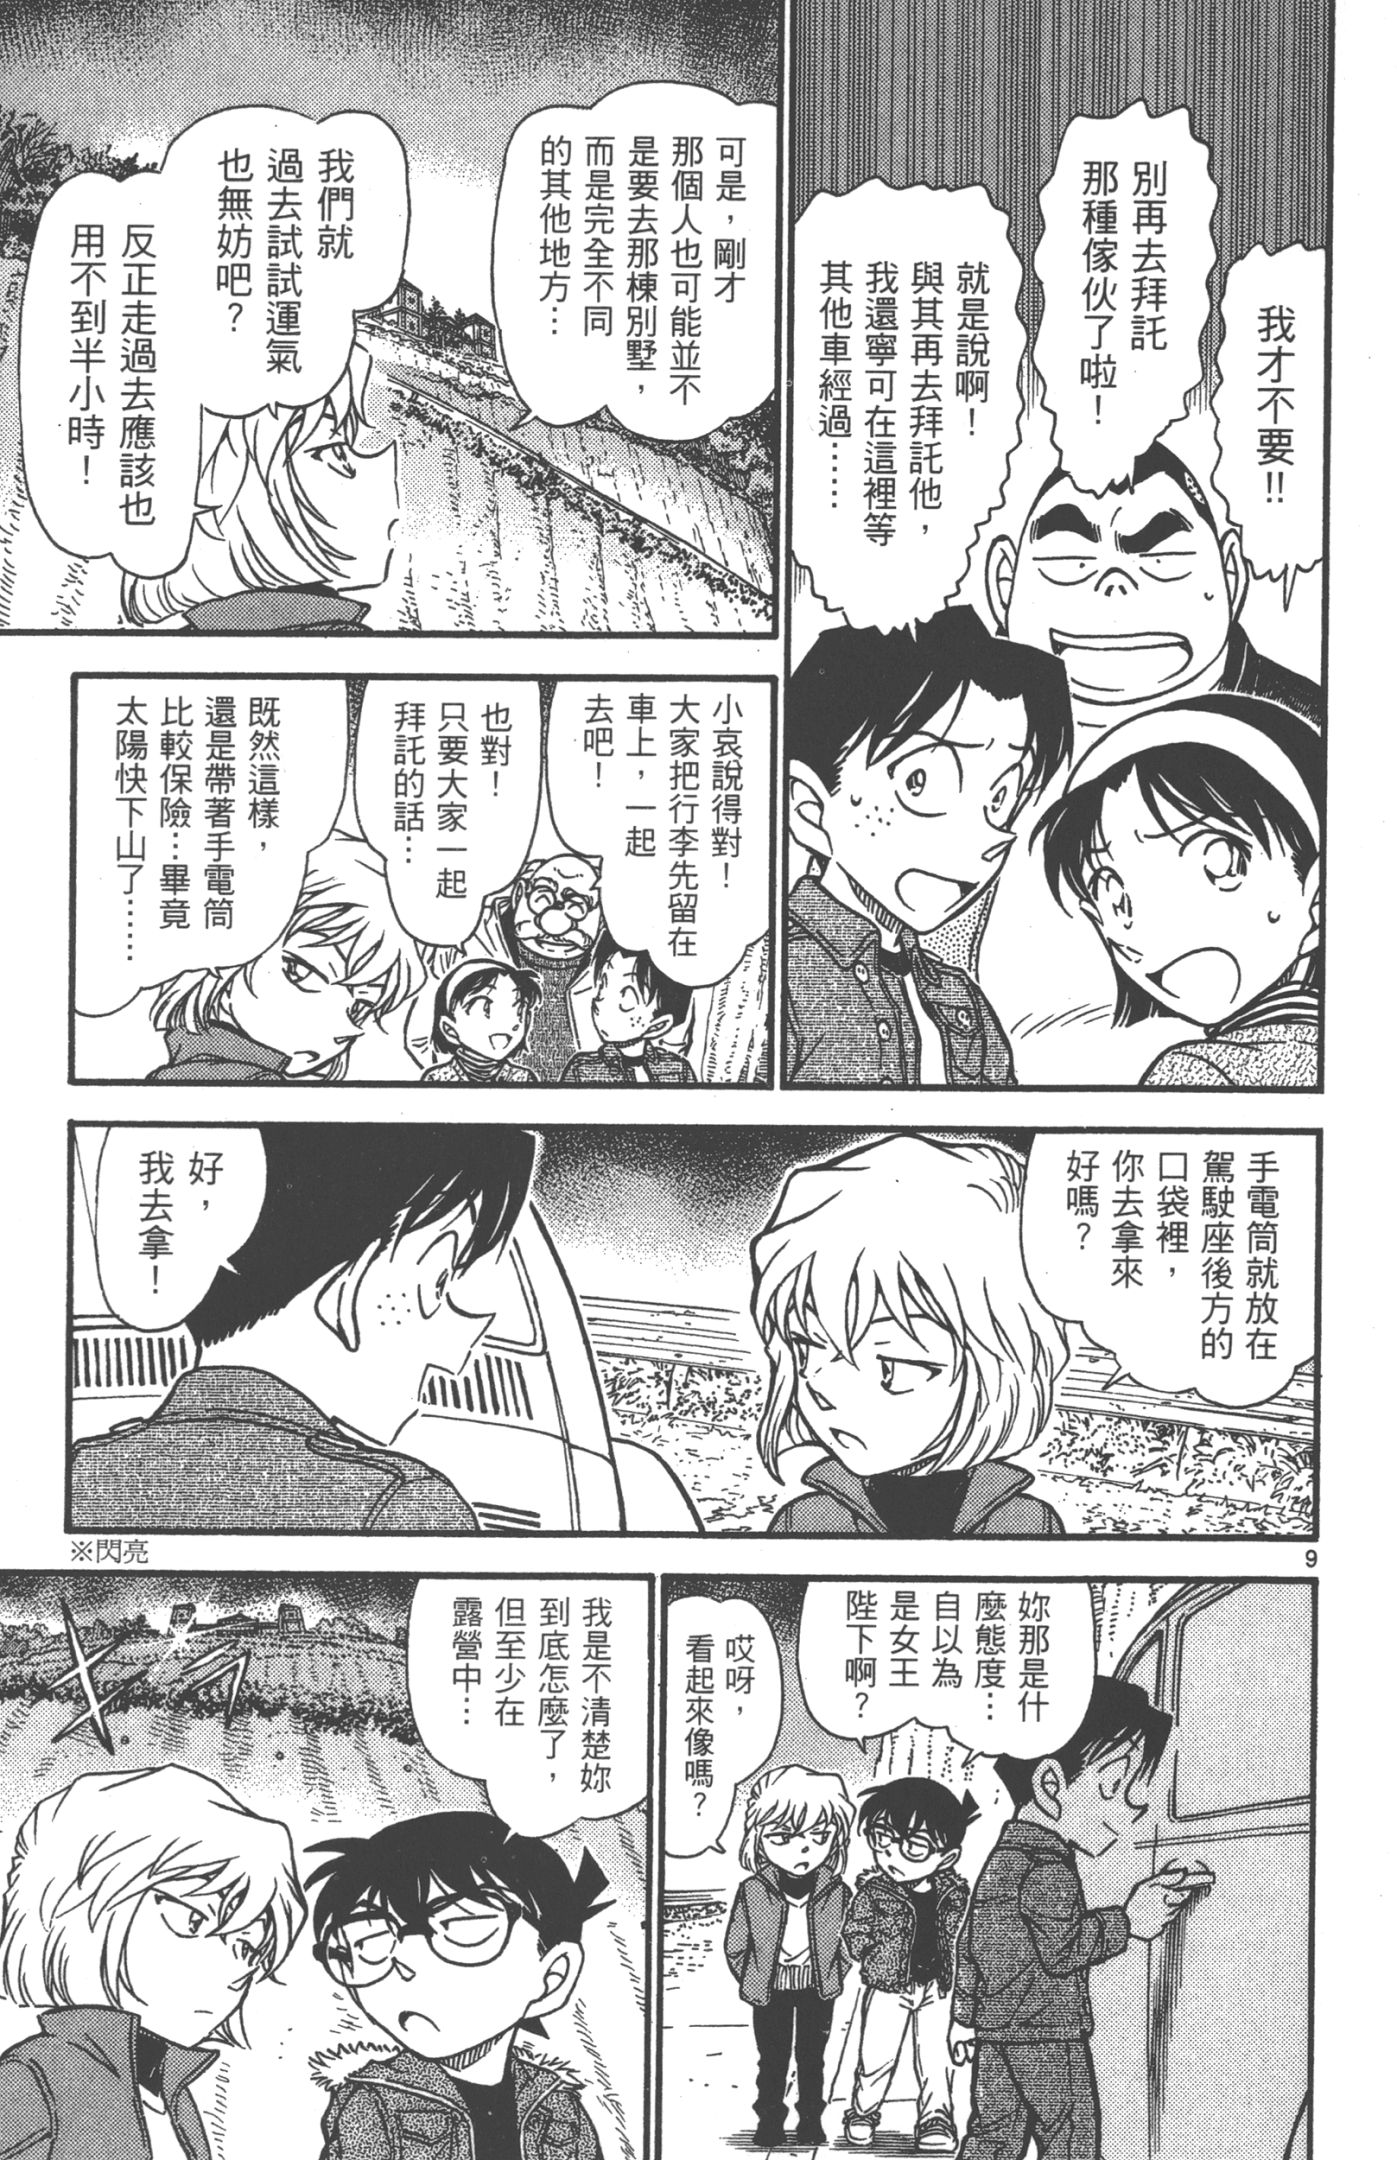 我才不要!!
別再去拜託
那種傢伙了啦!
就是說啊!
與其再去拜託他,
我還寧可在這裡等
其他車經過……
可是,剛才
那個人也可能並不
是要去那棟別墅,
而是完全不同
的其他地方…
我們就
過去試試運氣
也無妨吧?
反正走過去應該也
用不到半小時!
小哀說得對!
大家把行李先留在
車上,一起
去吧!
也對!
只要大家一起
拜託的話…
既然這樣,
還是帶著手電筒
比較保險…畢竟
太陽快下山了……
手電筒就放在
駕駛座後方的
口袋裡,
你去拿來
好嗎?
好,
我去拿!
※閃亮
9
妳那是什
麼態度…
自以為
是女王
陛下啊?
哎呀,
看起來像嗎?
我是不清楚妳
到底怎麼了,
但至少在
露營中…
キラ